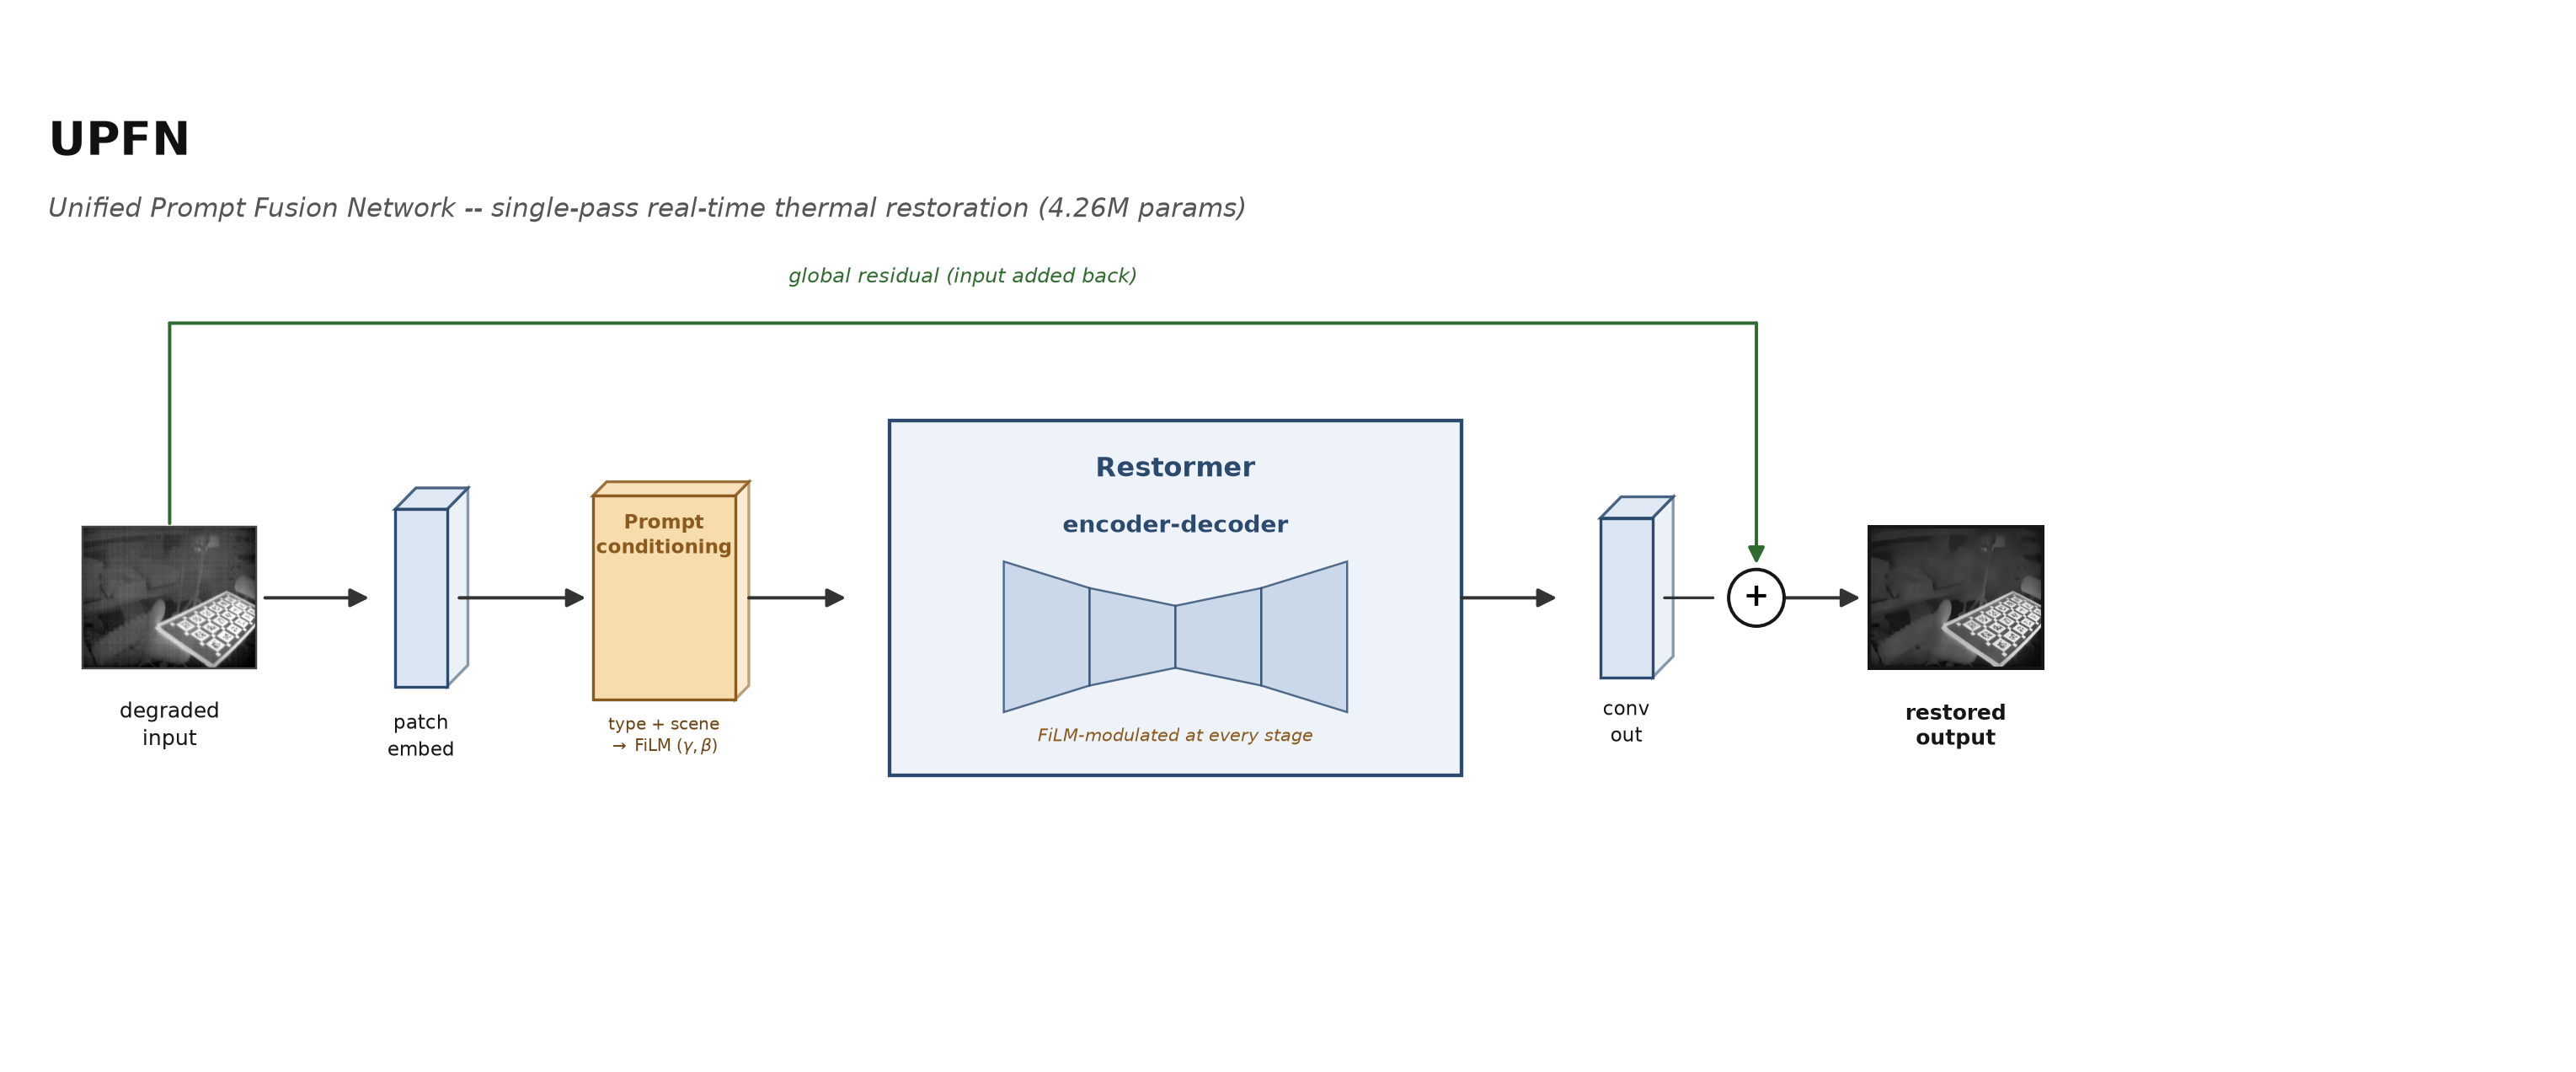 UPFN
Unified Prompt Fusion Network -- single-pass real-time thermal restoration (4.26M params)
global residual (input added back)
degraded
input
patch
embed
Prompt
conditioning
type + scene
→ FiLM (γ, β)
Restormer
encoder-decoder
FiLM-modulated at every stage
conv
out
+
restored
output